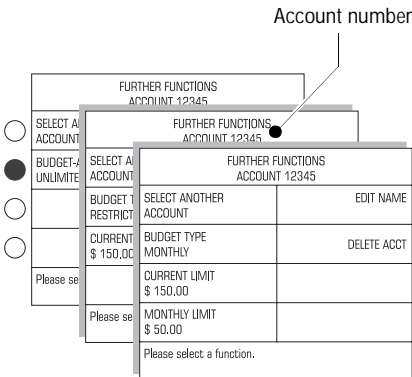 Account number
FURTHER FUNCTIONS
ACCOUNT 12345
SELECT A
ACCOUNT
BUDGET-A
UNLIMITE
Please se
FURTHER FUNCTIONS
ACCOUNT 12345
SELECT A
ACCOUNT
BUDGET T
RESTRICT
CURRENT
$ 150.00
Please se
FURTHER FUNCTIONS
ACCOUNT 12345
SELECT ANOTHER
ACCOUNT
EDIT NAME
BUDGET TYPE
MONTHLY
DELETE ACCT
CURRENT LIMIT
$ 150.00
MONTHLY LIMIT
$ 50.00
Please select a function.